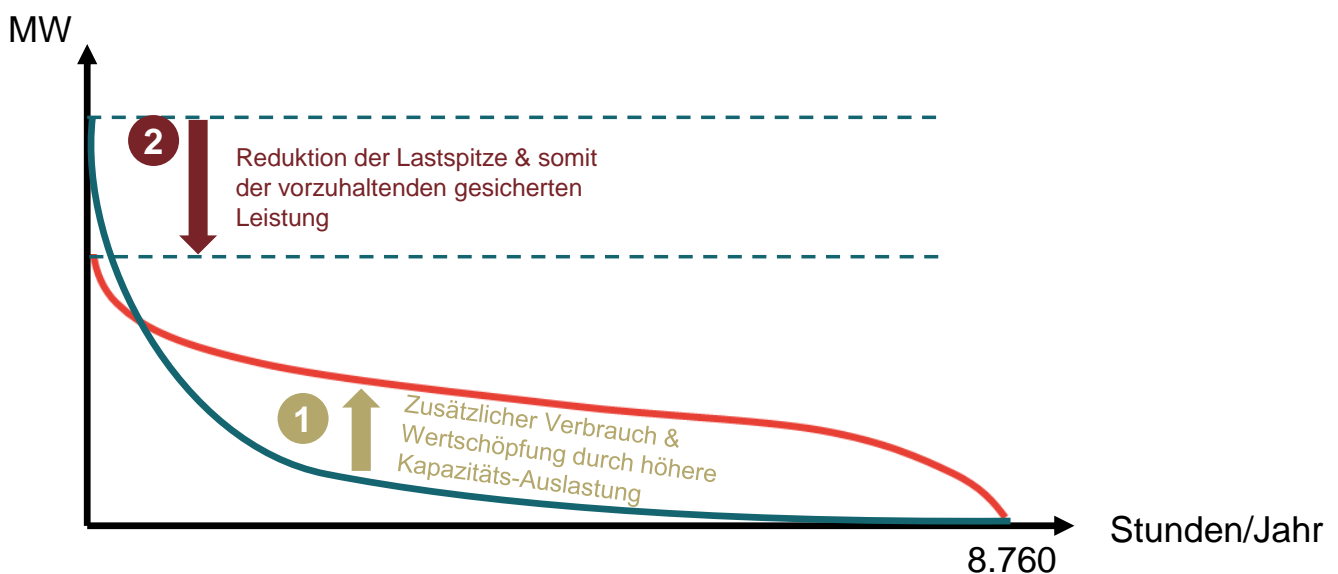 MW
2
Reduktion der Lastspitze & somit
der vorzuhaltenden gesicherten
Leistung
1
Zusätzlicher Verbrauch &
Wertschöpfung durch höhere
Kapazitäts-Auslastung
Stunden/Jahr
8.760